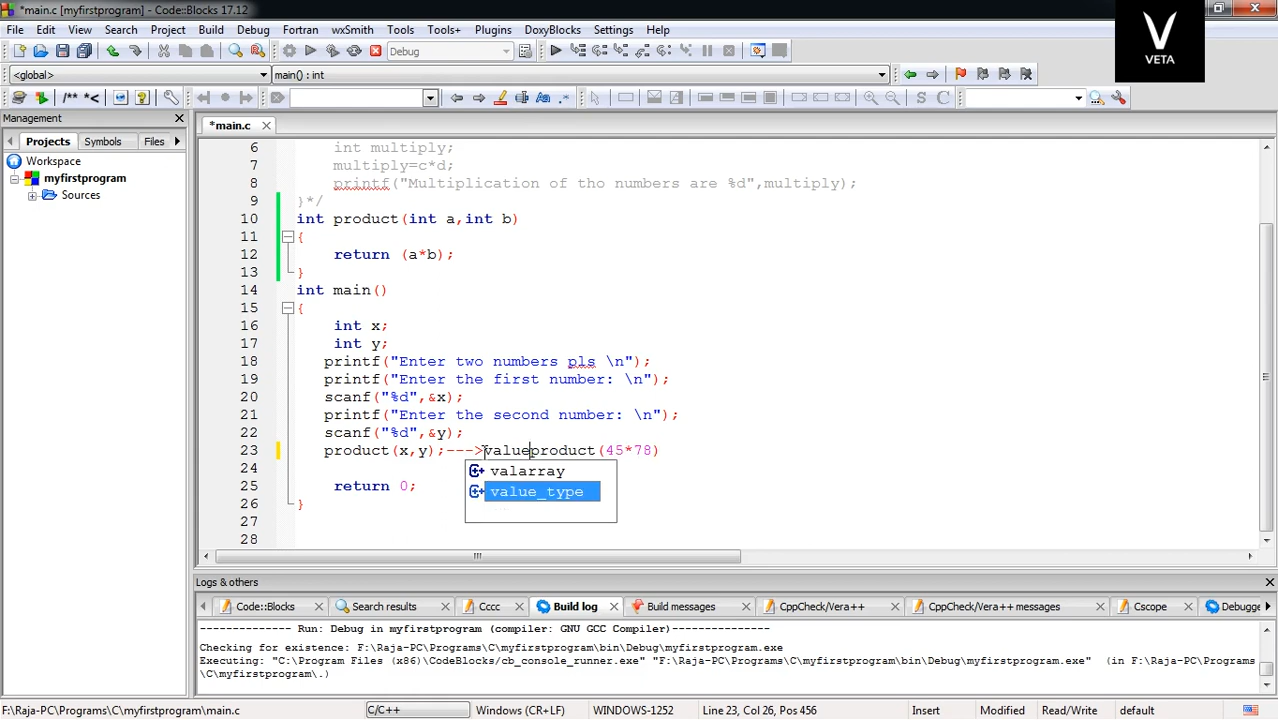 *main.c [myfirstprogram] - Code::Blocks 17.12
File Edit View Search Project Build Debug Fortran wxSmith Tools Tools+ Plugins DoxyBlocks Settings Help
VETA
Debug
<global> main() : int
/** *<
S C
Management
Projects Symbols Files
Workspace
myfirstprogram
Sources
*main.c
6 int multiply;
7 multiply=c*d;
8 printf("Multiplication of tho numbers are %d",multiply);
9 }*/
10 int product(int a,int b)
11 {
12 return (a*b);
13 }
14 int main()
15 {
16 int x;
17 int y;
18 printf("Enter two numbers pls \n");
19 printf("Enter the first number: \n");
20 scanf("%d",&x);
21 printf("Enter the second number: \n");
22 scanf("%d",&y);
23 product(x,y);--->valueproduct(45*78)
valarray
24
value_type
25 return 0;
26 }
27
28
Logs & others
Code::Blocks Search results Cccc Build log Build messages CppCheck/Vera++ CppCheck/Vera++ messages Cscope Debugge
-------------- Run: Debug in myfirstprogram (compiler: GNU GCC Compiler)---------------
Checking for existence: F:\Raja-PC\Programs\C\myfirstprogram\bin\Debug\myfirstprogram.exe
Executing: "C:\Program Files (x86)\CodeBlocks/cb_console_runner.exe" "F:\Raja-PC\Programs\C\myfirstprogram\bin\Debug\myfirstprogram.exe" (in F:\Raja-PC\Programs
\C\myfirstprogram\.)
F:\Raja-PC\Programs\C\myfirstprogram\main.c C/C++ Windows (CR+LF) WINDOWS-1252 Line 23, Col 26, Pos 456 Insert Modified Read/Write default